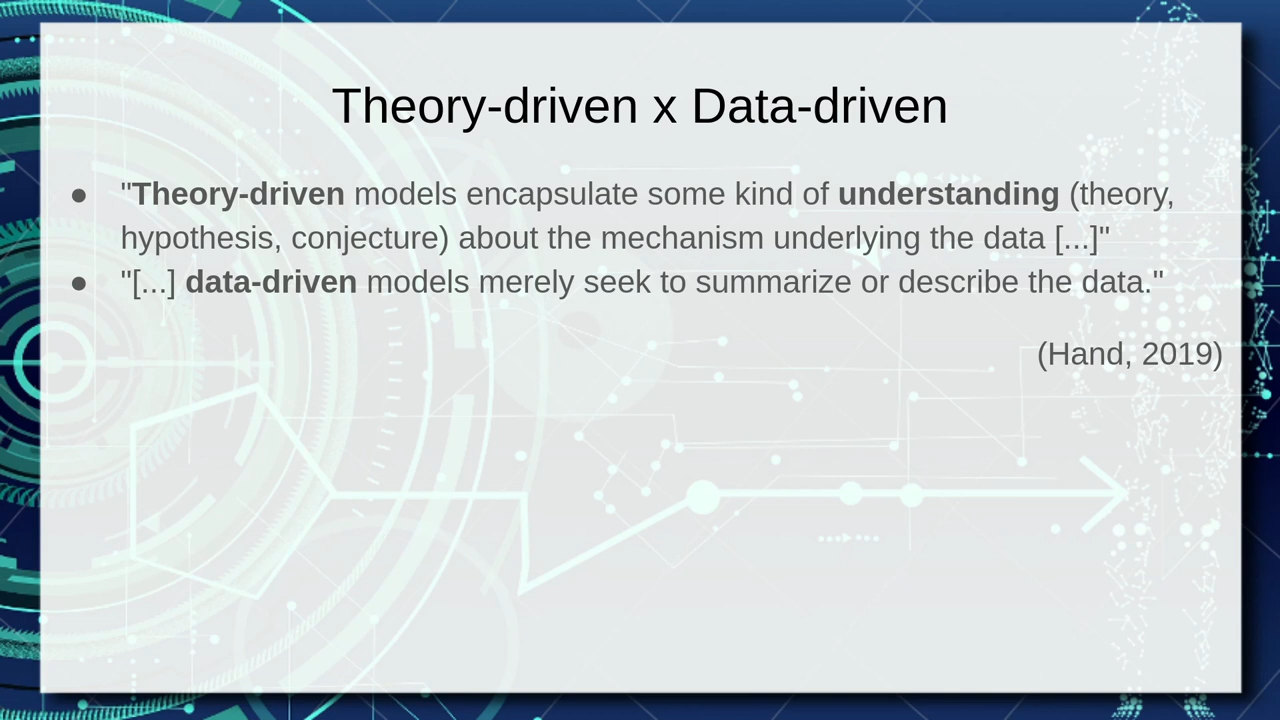 Theory-driven x Data-driven
● "Theory-driven models encapsulate some kind of understanding (theory,
hypothesis, conjecture) about the mechanism underlying the data [...]"
● "[...] data-driven models merely seek to summarize or describe the data."
(Hand, 2019)